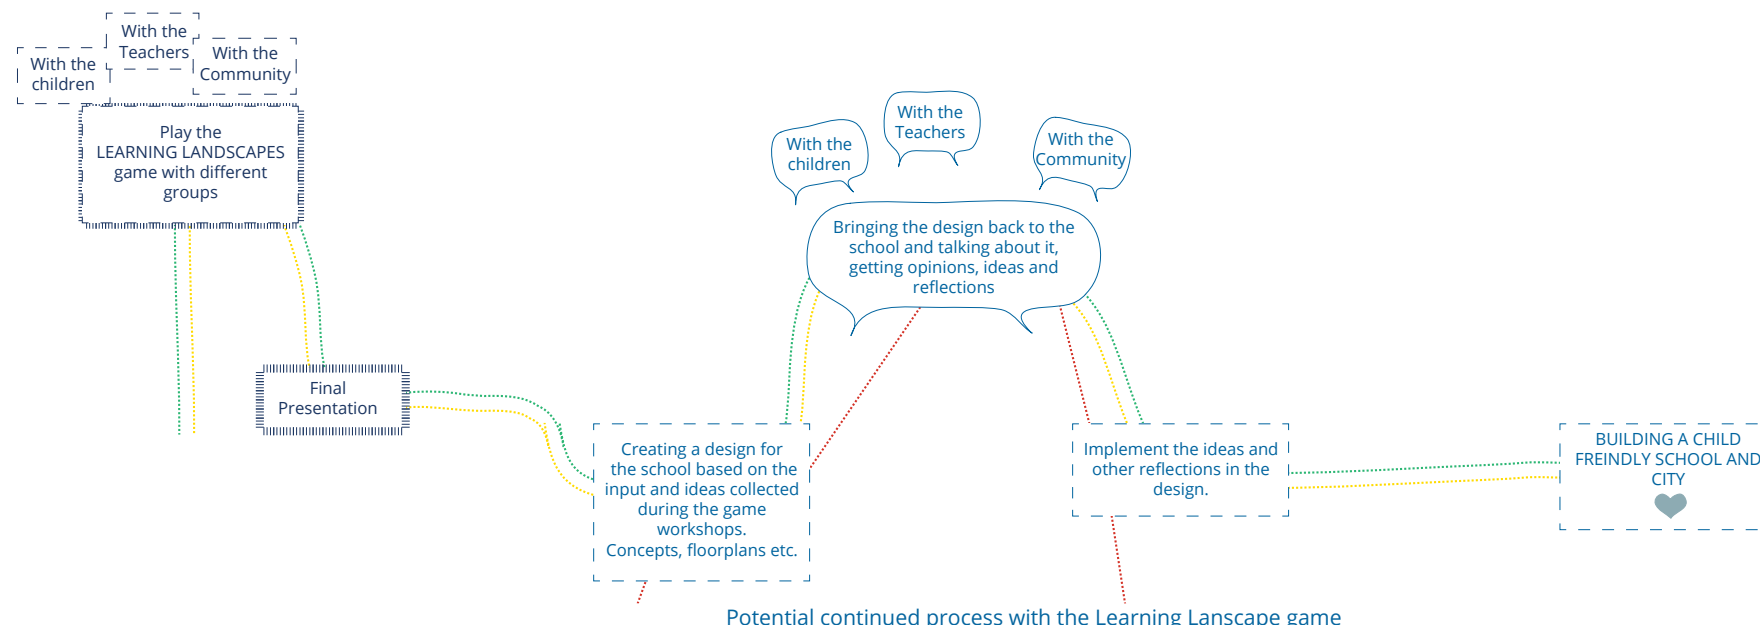 With the
Teachers
With the
children
With the
Community
Play the
LEARNING LANDSCAPES
game with different
groups
Final
Presentation
With the
children
With the
Teachers
With the
Community
Bringing the design back to the
school and talking about it,
getting opinions, ideas and
reflections
Creating a design for
the school based on the
input and ideas collected
during the game
workshops.
Concepts, floorplans etc.
Implement the ideas and
other reflections in the
design.
BUILDING A CHILD
FREINDLY SCHOOL AND
CITY
Potential continued process with the Learning Lanscape game